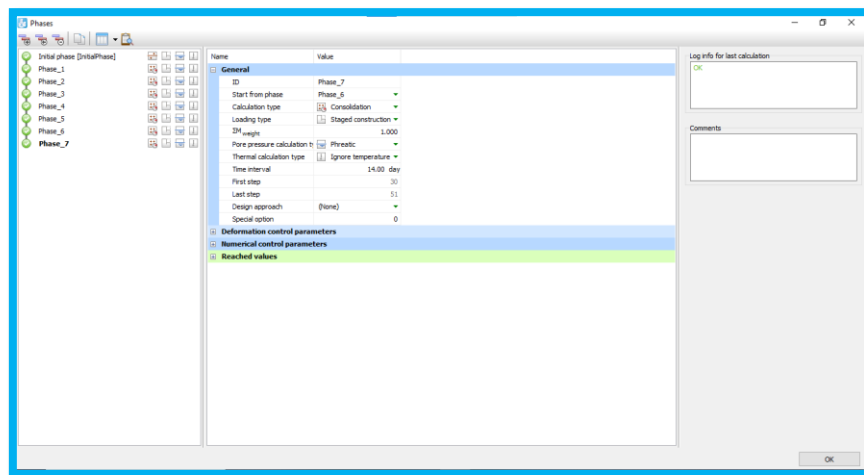 Phases
Initial phase [InitialPhase]
Phase_1
Phase_2
Phase_3
Phase_4
Phase_5
Phase_6
Phase_7
Name Value
General
ID Phase_7
Start from phase Phase_6
Calculation type Consolidation
Loading type Staged construction
ΣM weight 1.000
Pore pressure calculation t Phreatic
Thermal calculation type Ignore temperature
Time interval 14.00 day
First step 30
Last step 51
Design approach (None)
Special option 0
Deformation control parameters
Numerical control parameters
Reached values
Log info for last calculation
OK
Comments
OK